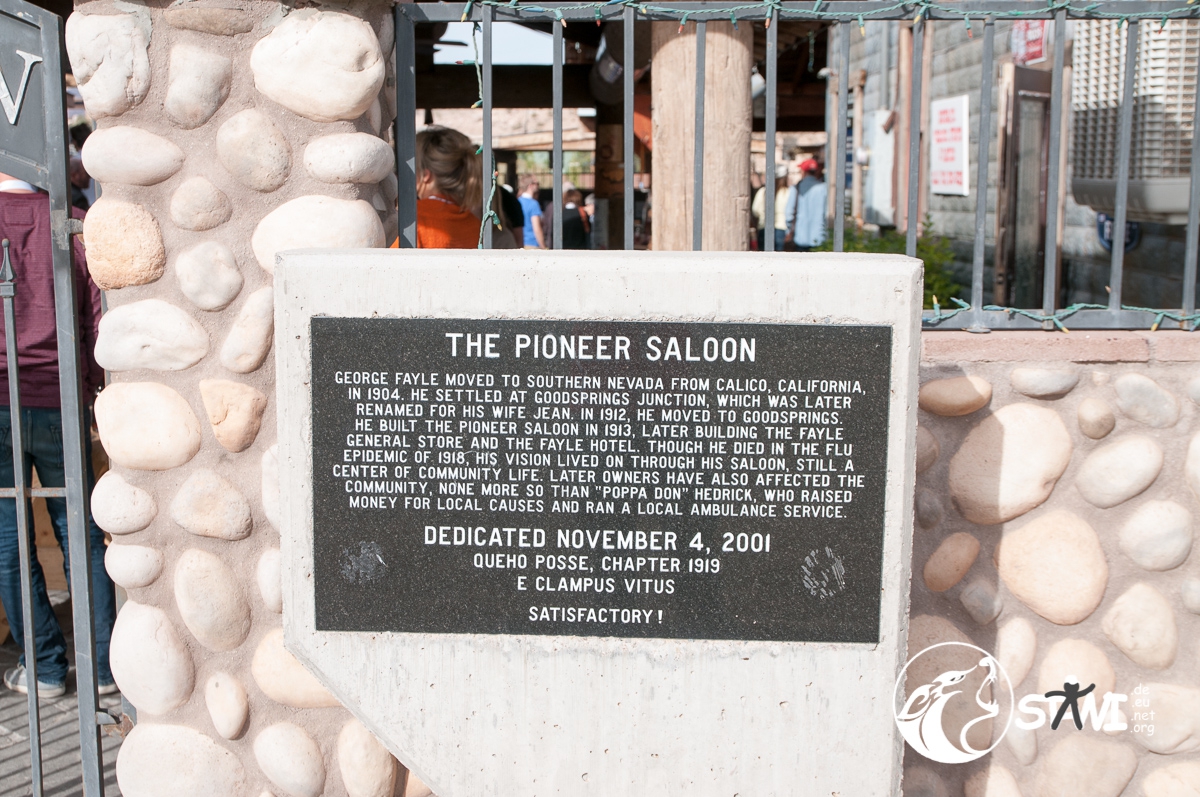 V
THE PIONEER SALOON
GEORGE FAYLE MOVED TO SOUTHERN NEVADA FROM CALICO, CALIFORNIA,
IN 1904. HE SETTLED AT GOODSPRINGS JUNCTION, WHICH WAS LATER
RENAMED FOR HIS WIFE JEAN. IN 1912, HE MOVED TO GOODSPRINGS.
HE BUILT THE PIONEER SALOON IN 1913, LATER BUILDING THE FAYLE
GENERAL STORE AND THE FAYLE HOTEL. THOUGH HE DIED IN THE FLU
EPIDEMIC OF 1918, HIS VISION LIVED ON THROUGH HIS SALOON, STILL A
CENTER OF COMMUNITY LIFE. LATER OWNERS HAVE ALSO AFFECTED THE
COMMUNITY, NONE MORE SO THAN "POPPA DON" HEDRICK, WHO RAISED
MONEY FOR LOCAL CAUSES AND RAN A LOCAL AMBULANCE SERVICE.
DEDICATED NOVEMBER 4, 2001
QUEHO POSSE, CHAPTER 1919
E CLAMPUS VITUS
SATISFACTORY!
STAWI
.de
.eu
.net
.org